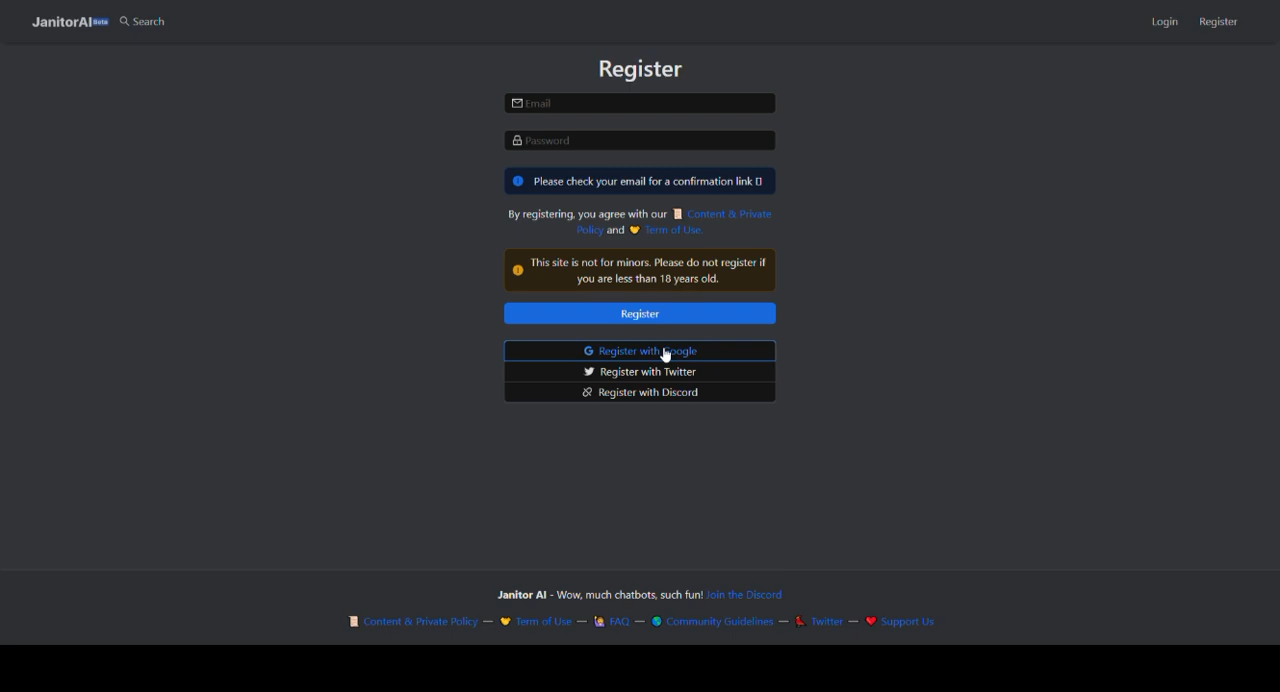 JanitorAI Beta Search Login Register
Register
Email
Password
Please check your email for a confirmation link
By registering, you agree with our 📜 Content & Private
Policy and 🤝 Term of Use.
This site is not for minors. Please do not register if
you are less than 18 years old.
Register
Register with Google
Register with Twitter
Register with Discord
Janitor AI - Wow, much chatbots, such fun! Join the Discord
Content & Private Policy — Term of Use — FAQ — Community Guidelines — Twitter — Support Us